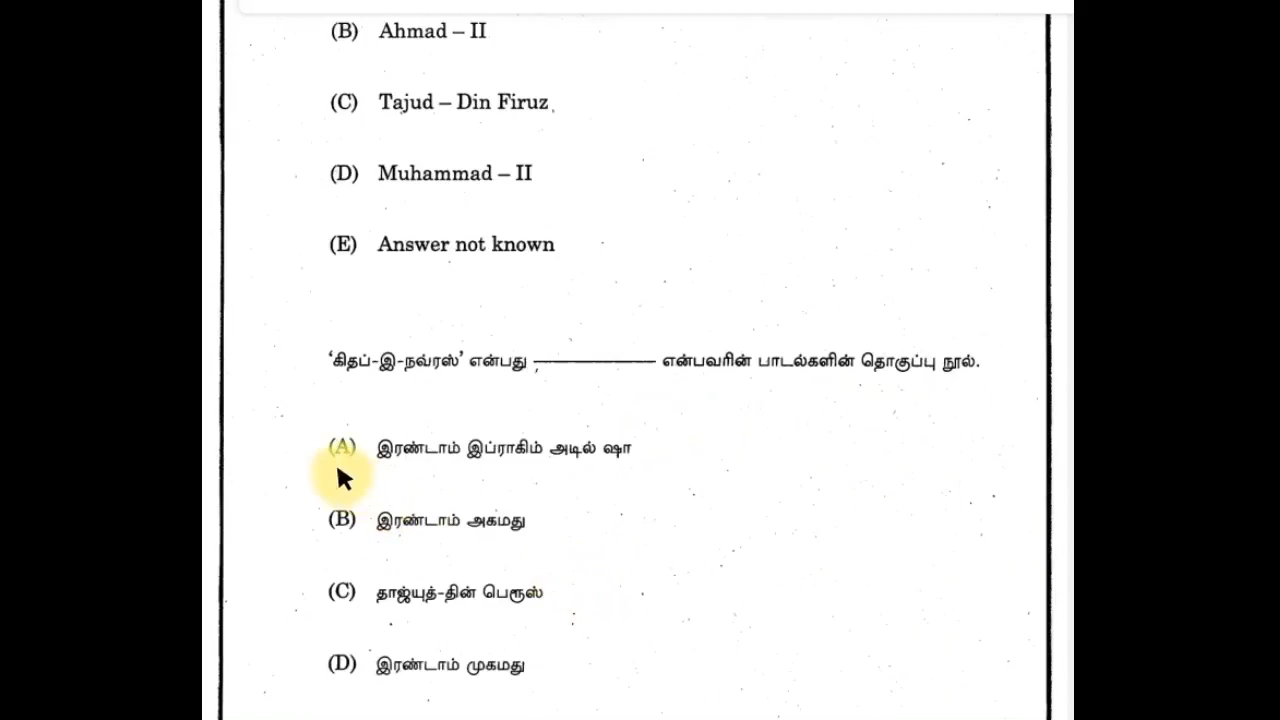 (B) Ahmad – II
(C) Tajud – Din Firuz
(D) Muhammad – II
(E) Answer not known
‘கிதப்-இ-நவ்ரஸ்’ என்பது ———— என்பவரின் பாடல்களின் தொகுப்பு நூல்.
(A) இரண்டாம் இப்ராகிம் அடில் ஷா
(B) இரண்டாம் அகமது
(C) தாஜ்யுத்-தின் பெரூஸ்
(D) இரண்டாம் முகமது